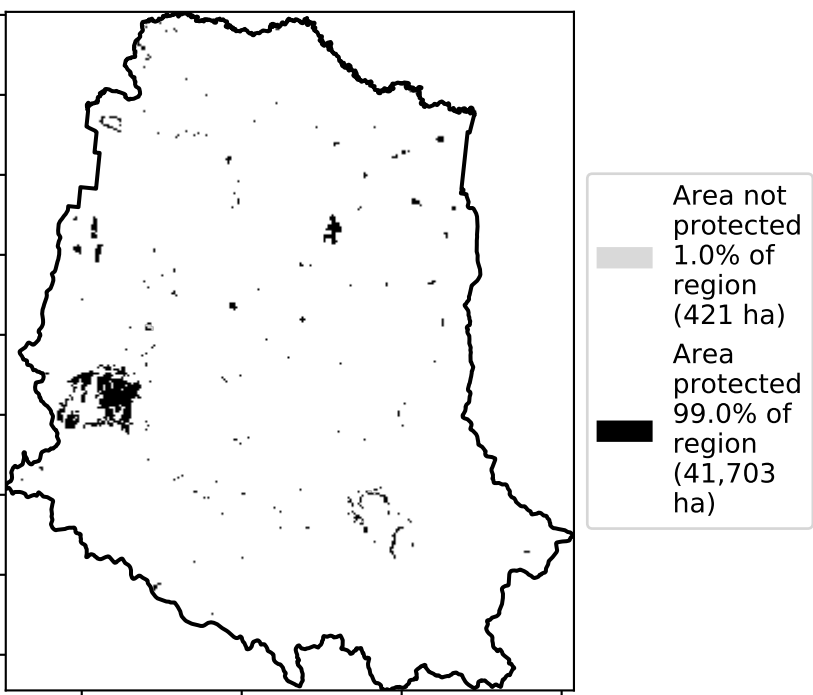 Area not
protected
1.0% of
region
(421 ha)
Area
protected
99.0% of
region
(41,703
ha)